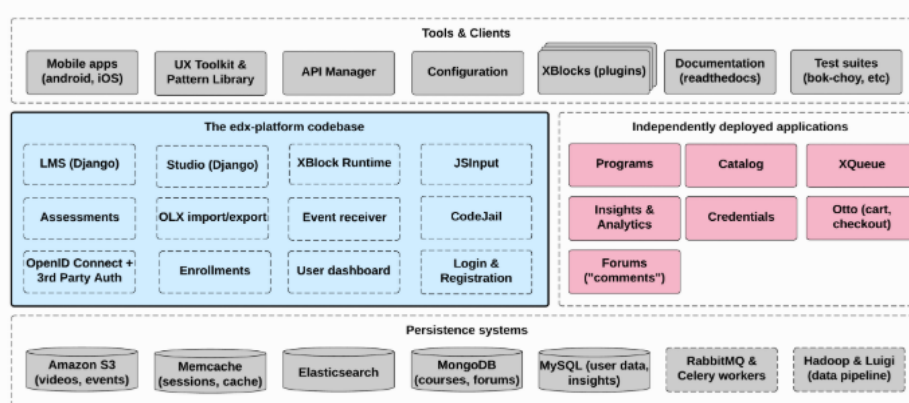 Tools & Clients
Mobile apps
(android, iOS)
UX Toolkit &
Pattern Library
API Manager
Configuration
XBlocks (plugins)
Documentation
(readthedocs)
Test suites
(bok-choy, etc)
The edx-platform codebase
LMS (Django)
Studio (Django)
XBlock Runtime
JSInput
Assessments
OLX import/export
Event receiver
CodeJail
OpenID Connect +
3rd Party Auth
Enrollments
User dashboard
Login &
Registration
Independently deployed applications
Programs
Catalog
XQueue
Insights &
Analytics
Credentials
Otto (cart,
checkout)
Forums
("comments")
Persistence systems
Amazon S3
(videos, events)
Memcache
(sessions, cache)
Elasticsearch
MongoDB
(courses, forums)
MySQL (user data,
insights)
RabbitMQ &
Celery workers
Hadoop & Luigi
(data pipeline)